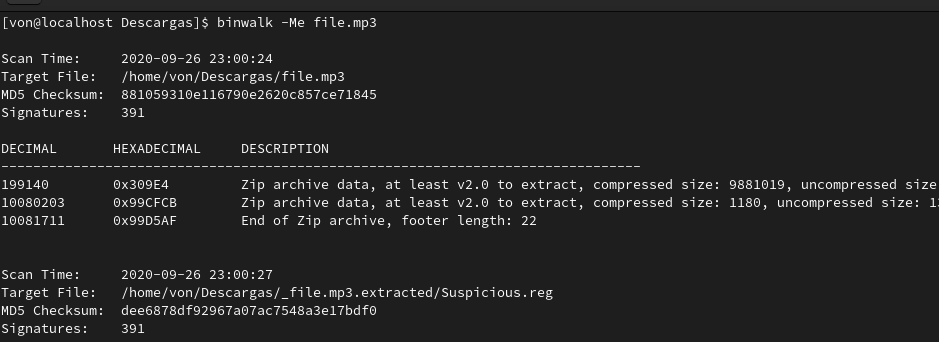 [von@localhost Descargas]$ binwalk -Me file.mp3
Scan Time:     2020-09-26 23:00:24
Target File:   /home/von/Descargas/file.mp3
MD5 Checksum:  881059310e116790e2620c857ce71845
Signatures:    391
DECIMAL       HEXADECIMAL     DESCRIPTION
--------------------------------------------------------------------------------
199140        0x309E4         Zip archive data, at least v2.0 to extract, compressed size: 9881019, uncompressed size
10080203      0x99CFCB        Zip archive data, at least v2.0 to extract, compressed size: 1180, uncompressed size:
10081711      0x99D5AF        End of Zip archive, footer length: 22
Scan Time:     2020-09-26 23:00:27
Target File:   /home/von/Descargas/_file.mp3.extracted/Suspicious.reg
MD5 Checksum:  dee6878df92967a07ac7548a3e17bdf0
Signatures:    391